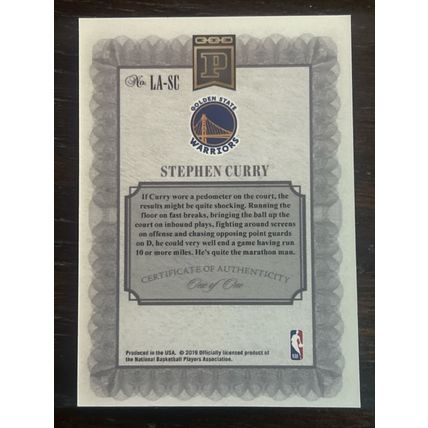 P
No. LA-SC
GOLDEN STATE
WARRIORS
STEPHEN CURRY
If Curry wore a pedometer on the court, the
results might be quite shocking. Running the
floor on fast breaks, bringing the ball up the
court on inbound plays, fighting around screens
on offense and chasing opposing point guards
on D, he could very well end a game having run
10 or more miles. He's quite the marathon man.
CERTIFICATE OF AUTHENTICITY
One of One
Produced in the USA. © 2019 Officially licensed product of
the National Basketball Players Association.